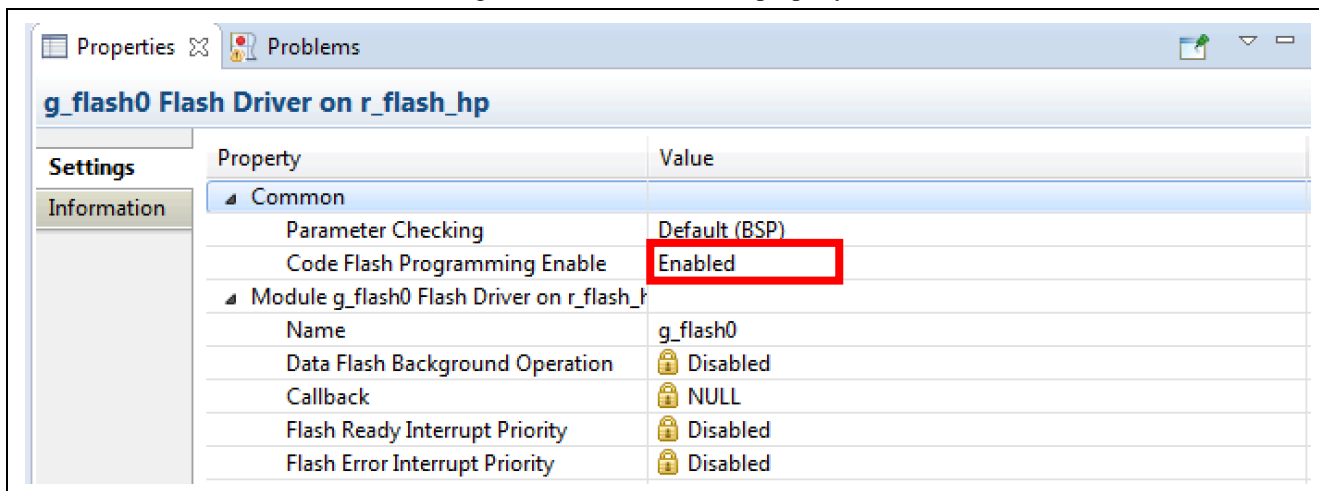 Properties Problems
g_flash0 Flash Driver on r_flash_hp
Settings
Information
Property Value
Common
Parameter Checking Default (BSP)
Code Flash Programming Enable Enabled
Module g_flash0 Flash Driver on r_flash_
Name g_flash0
Data Flash Background Operation Disabled
Callback NULL
Flash Ready Interrupt Priority Disabled
Flash Error Interrupt Priority Disabled